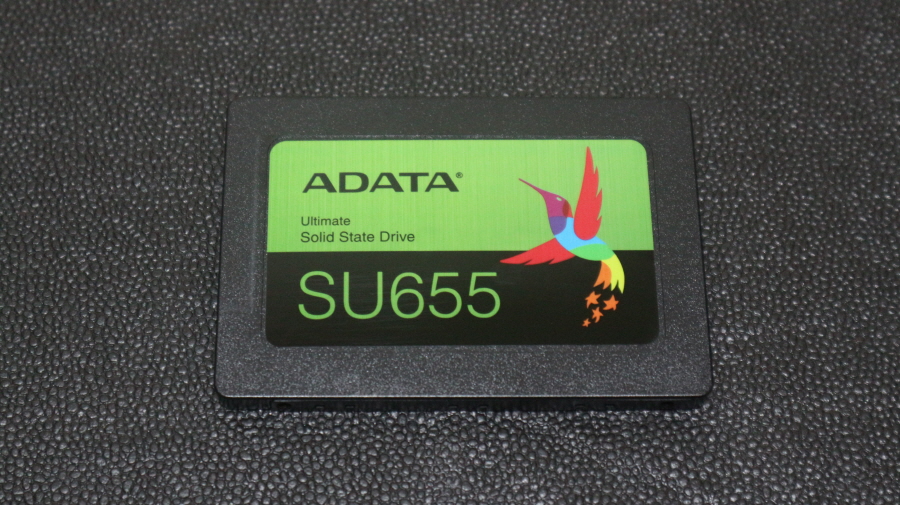 ADATA®
Ultimate
Solid State Drive
SU655